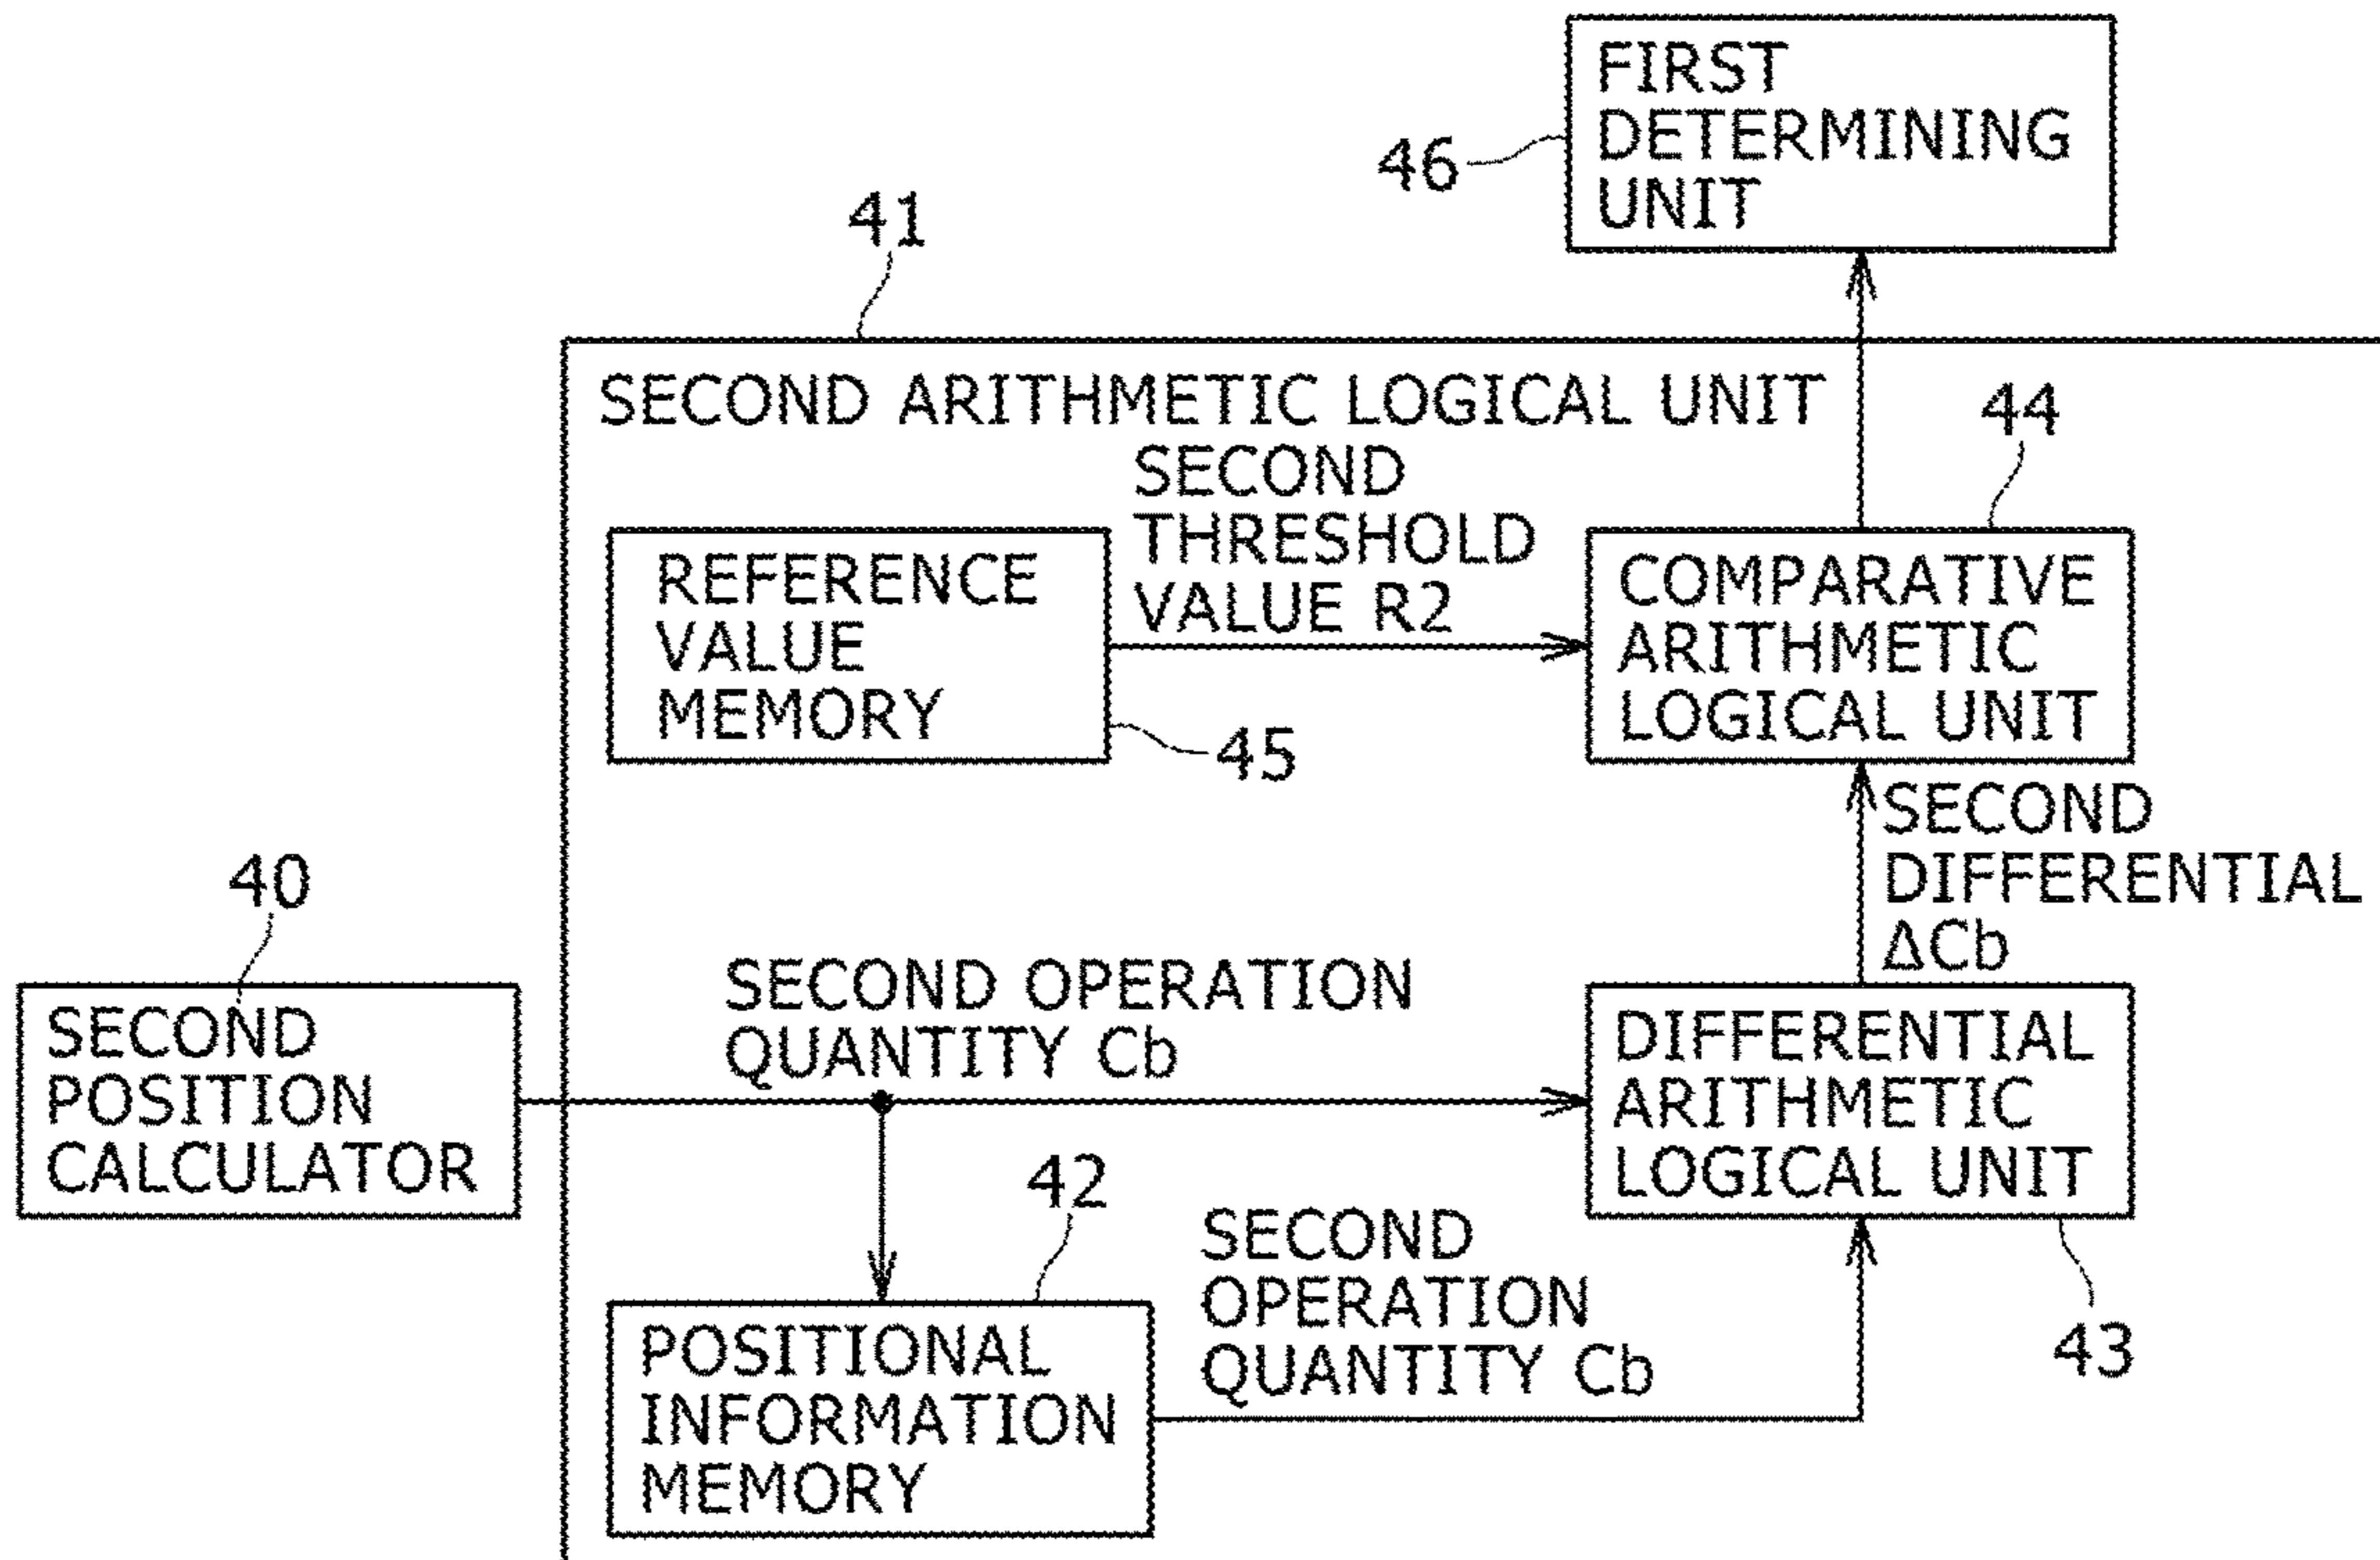 FIRST
DETERMINING
UNIT
46
41
SECOND ARITHMETIC LOGICAL UNIT
44
SECOND
THRESHOLD
VALUE R2
REFERENCE
VALUE
MEMORY
45
COMPARATIVE
ARITHMETIC
LOGICAL UNIT
SECOND
DIFFERENTIAL
ΔCb
40
SECOND
POSITION
CALCULATOR
SECOND OPERATION
QUANTITY Cb
DIFFERENTIAL
ARITHMETIC
LOGICAL UNIT
42
43
POSITIONAL
INFORMATION
MEMORY
SECOND
OPERATION
QUANTITY Cb